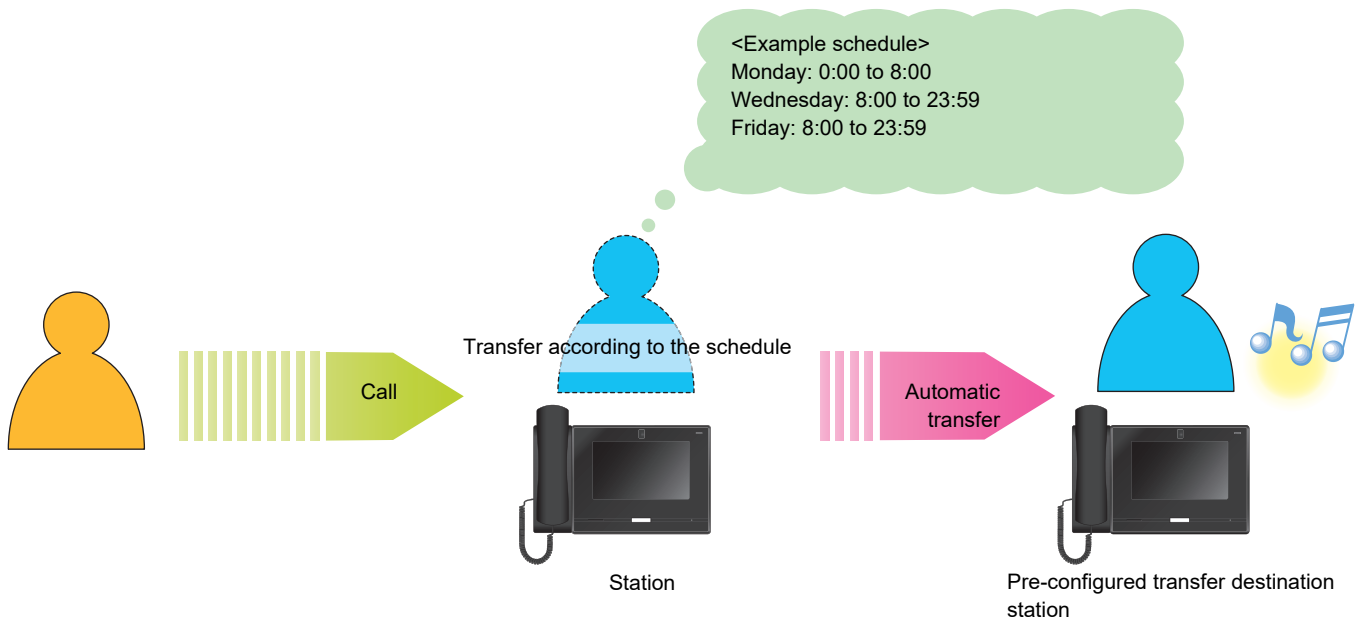 <Example schedule>
Monday: 0:00 to 8:00
Wednesday: 8:00 to 23:59
Friday: 8:00 to 23:59
Transfer according to the schedule
Call
Automatic
transfer
Station
Pre-configured transfer destination
station